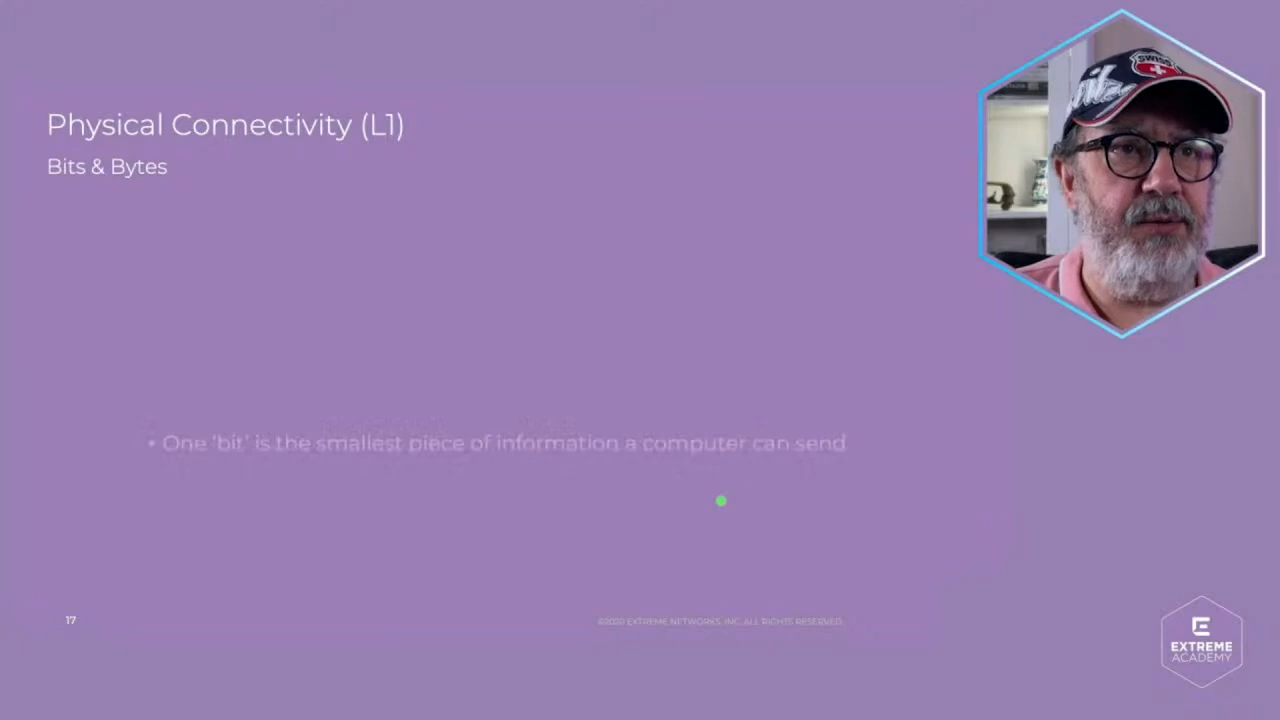 Physical Connectivity (L1)
Bits & Bytes
SWISS
• One 'bit' is the smallest piece of information a computer can send
17
©2020 EXTREME NETWORKS, INC. ALL RIGHTS RESERVED.
EXTREME
ACADEMY